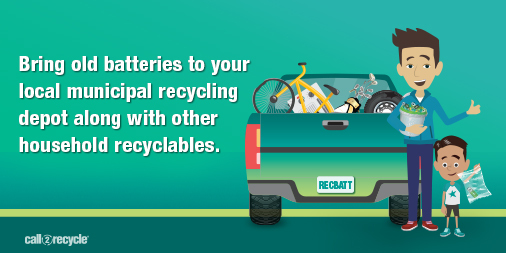 Bring old batteries to your
local municipal recycling
depot along with other
household recyclables.
RECBATT
call2recycle®